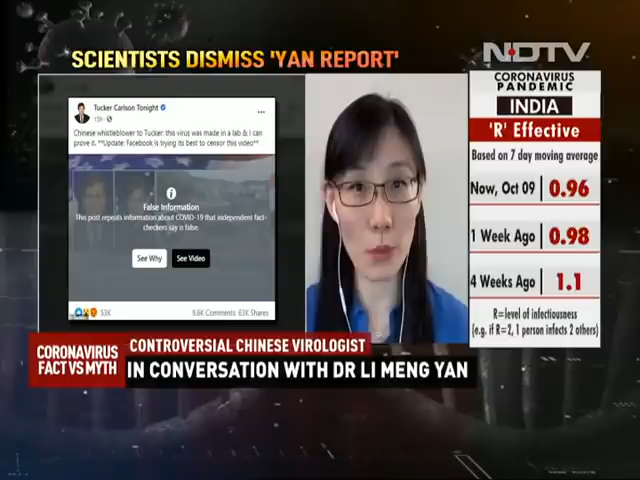 SCIENTISTS DISMISS 'YAN REPORT'
NDTV
Tucker Carlson Tonight
15h
Chinese whistleblower to Tucker: this virus was made in a lab & I can
prove it. **Update: Facebook is trying its best to censor this video**
False Information
This post repeats information about COVID-19 that independent fact-
checkers say is false.
See Why
See Video
53K
9.6K Comments 63K Shares
CORONAVIRUS
PANDEMIC
INDIA
'R' Effective
Based on 7 day moving average
Now, Oct 09 0.96
1 Week Ago 0.98
4 Weeks Ago 1.1
R=level of infectiousness
(e.g. if R=2, 1 person infects 2 others)
CORONAVIRUS
FACT VS MYTH
CONTROVERSIAL CHINESE VIROLOGIST
IN CONVERSATION WITH DR LI MENG YAN